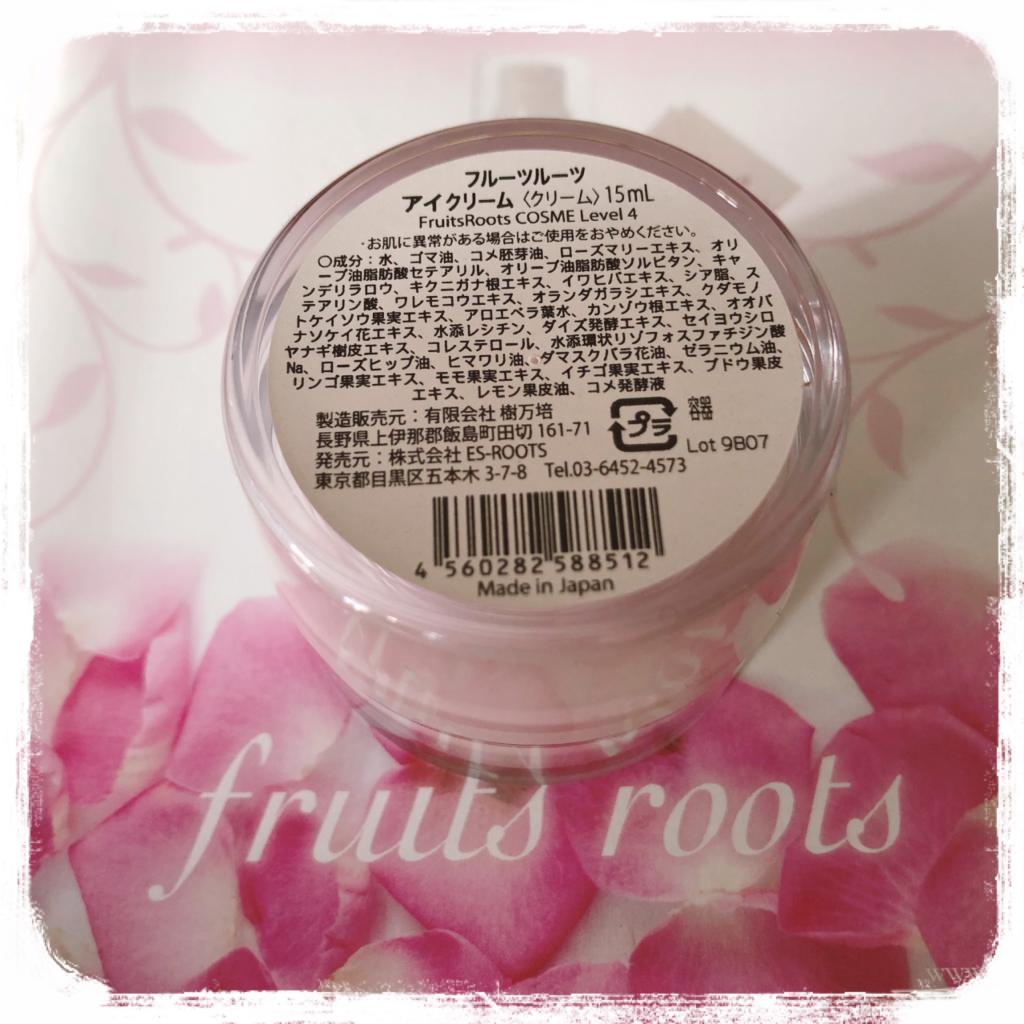 フルーツルーツ
アイクリーム〈クリーム〉15mL
FruitsRoots COSME Level 4
・お肌に異常がある場合はご使用をおやめください。
〇成分：水、ゴマ油、コメ胚芽油、ローズマリーエキス、オリ
ーブ油脂肪酸セテアリル、オリーブ油脂肪酸ソルビタン、キャ
ンデリラロウ、キクニガナ根エキス、イワヒバエキス、シア脂、ス
テアリン酸、ワレモコウエキス、オランダガラシエキス、クダモノ
トケイソウ果実エキス、アロエベラ葉水、カンゾウ根エキス、オオバ
ナソケイ花エキス、水添レシチン、ダイズ発酵エキス、セイヨウシロ
ヤナギ樹皮エキス、コレステロール、水添環状リゾフォスファチジン酸
Na、ローズヒップ油、ヒマワリ油、ダマスクバラ花油、ゼラニウム油、
リンゴ果実エキス、モモ果実エキス、イチゴ果実エキス、ブドウ果皮
エキス、レモン果皮油、コメ発酵液
製造販売元：有限会社 樹万培
長野県上伊那郡飯島町田切 161-71
発売元：株式会社 ES-ROOTS
東京都目黒区五本木 3-7-8 Tel.03-6452-4573
プラ
容器
Lot 9B07
4 560282 588512
Made in Japan
fruits roots